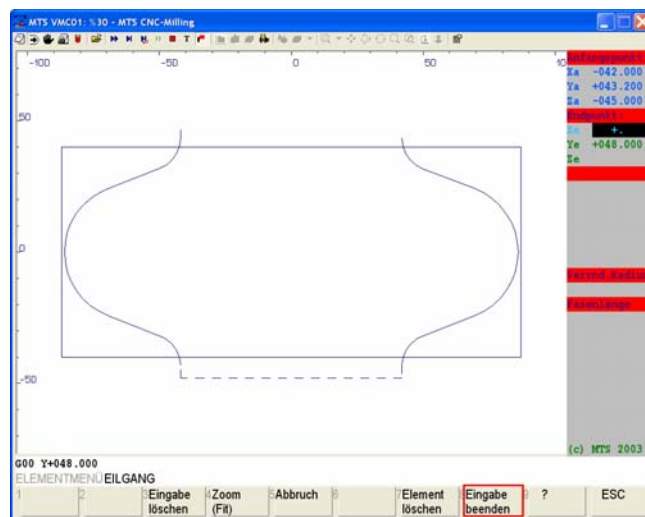 MTS VMC01: %30 - MTS CNC-Milling
-100 -50 0 50 10
50
0
-50
Anfangspunkt
Xa -042.000
Ya +043.200
Za -045.000
Endpunkt:
Xe +.
Ye +048.000
Ze
Verrnd.Radius
Fasenlänge
(c) MTS 2003
G00 Y+048.000
ELEMENTMENÜ EILGANG
1 2 3 Eingabe löschen 4 Zoom (Fit) 5 Abbruch 6 7 Element löschen Eingabe beenden 9 ? ESC